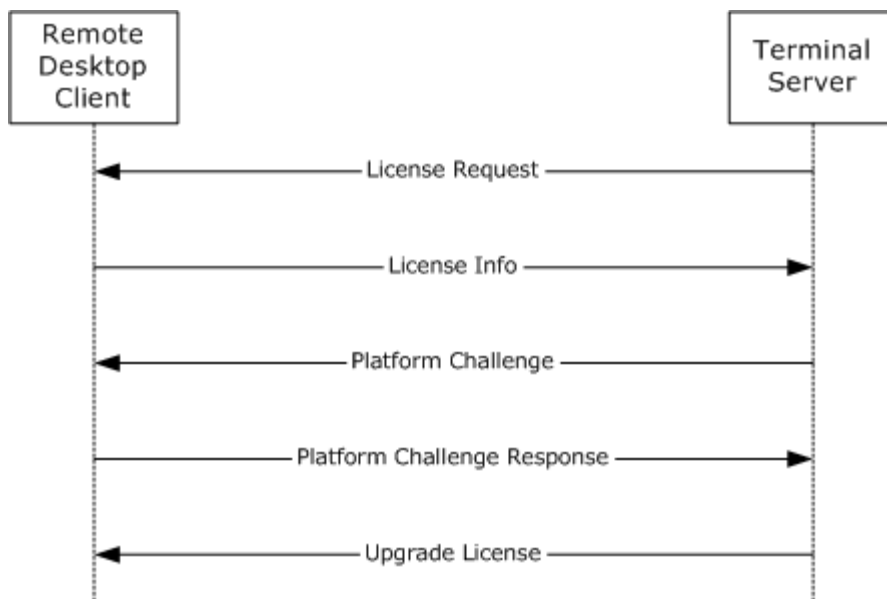 Remote
Desktop
Client
Terminal
Server
License Request
License Info
Platform Challenge
Platform Challenge Response
Upgrade License